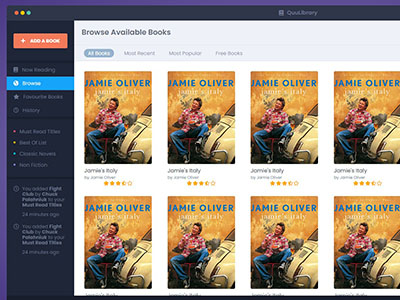 QuuLibrery
+ ADD A BOOK
Now Reading
Browse
Favourite Books
History
Must Read Titles
Best Of List
Classic Novels
Non Fiction
You added Fight
Club by Chuck
Palahniuk to your
Must Read Titles
24 minutes ago
You added Fight
Club by Chuck
Palahniuk to your
Must Read Titles
24 minutes ago
Browse Available Books
All Books
Most Recent
Most Popular
Free Books
JAMIE OLIVER
jamie's italy
JAMIE OLIVER
jamie's italy
JAMIE OLIVER
jamie's italy
JAMIE OLIVER
jamie's italy
Jamie's Italy
by Jamie Oliver
Jamie's Italy
by Jamie Oliver
Jamie's Italy
by Jamie Oliver
Jamie's Italy
by Jamie Oliver
JAMIE OLIVER
jamie's italy
JAMIE OLIVER
jamie's italy
JAMIE OLIVER
jamie's italy
JAMIE OLIVER
jamie's italy